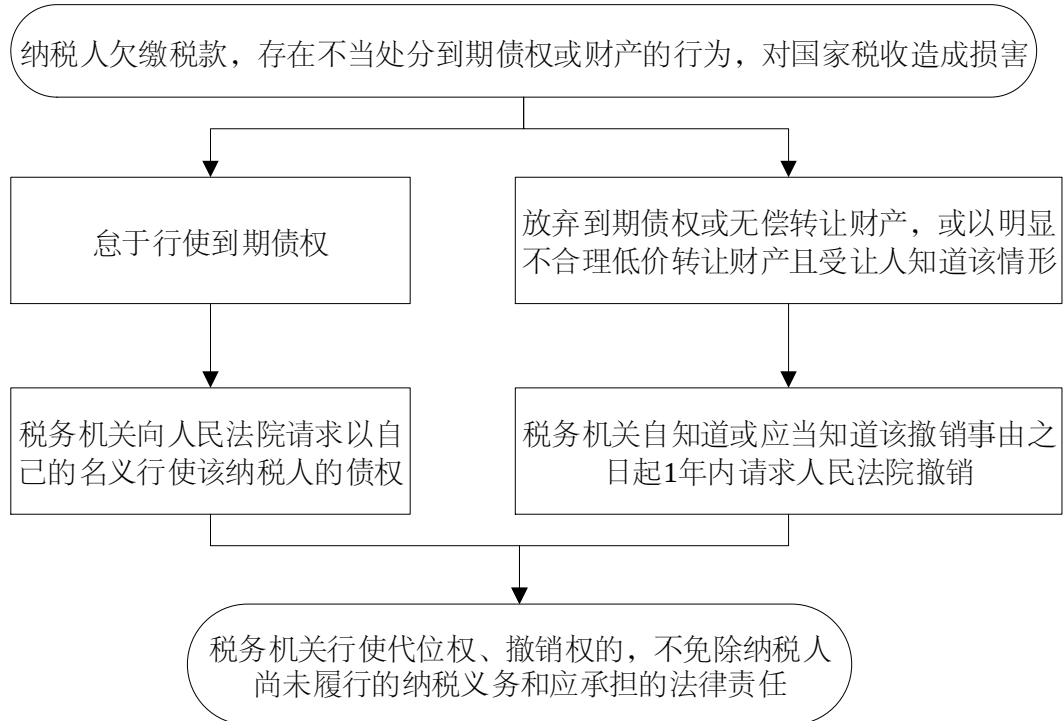 纳税人欠缴税款，存在不当处分到期债权或财产的行为，对国家税收造成损害
怠于行使到期债权
放弃到期债权或无偿转让财产，或以明显
不合理低价转让财产且受让人知道该情形
税务机关向人民法院请求以自
己的名义行使该纳税人的债权
税务机关自知道或应当知道该撤销事由之
日起1年内请求人民法院撤销
税务机关行使代位权、撤销权的，不免除纳税人
尚未履行的纳税义务和应承担的法律责任